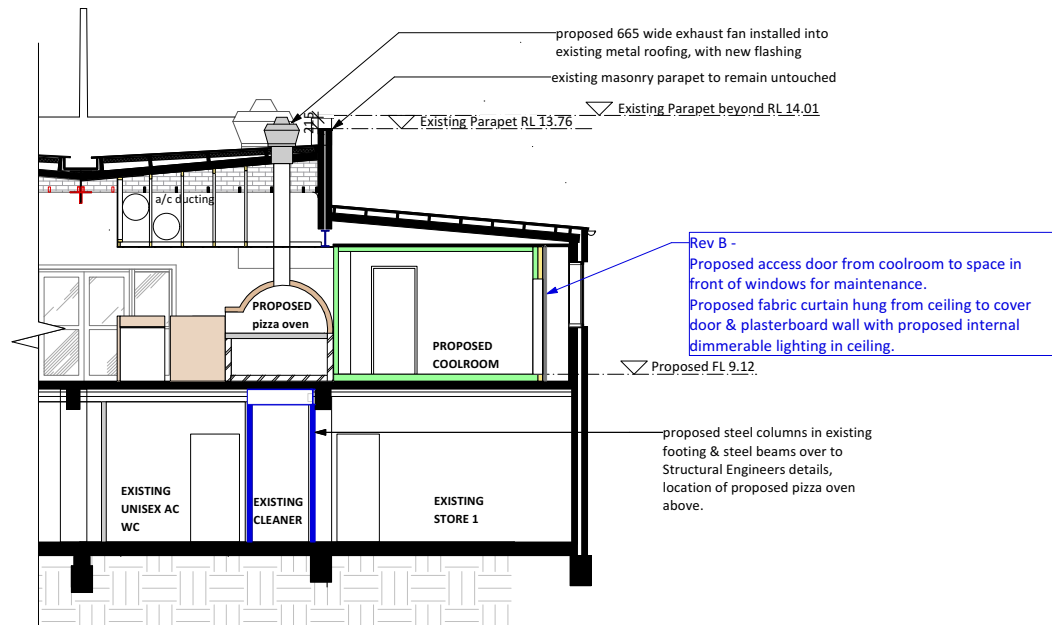 proposed 665 wide exhaust fan installed into
existing metal roofing, with new flashing
existing masonry parapet to remain untouched
Existing Parapet beyond RL 14.01
Existing Parapet RL 13.76
215
a/c ducting
Rev B -
Proposed access door from coolroom to space in
front of windows for maintenance.
Proposed fabric curtain hung from ceiling to cover
door & plasterboard wall with proposed internal
dimmerable lighting in ceiling.
PROPOSED
pizza oven
PROPOSED
COOLROOM
Proposed FL 9.12
proposed steel columns in existing
footing & steel beams over to
Structural Engineers details,
location of proposed pizza oven
above.
EXISTING
UNISEX AC
WC
EXISTING
CLEANER
EXISTING
STORE 1